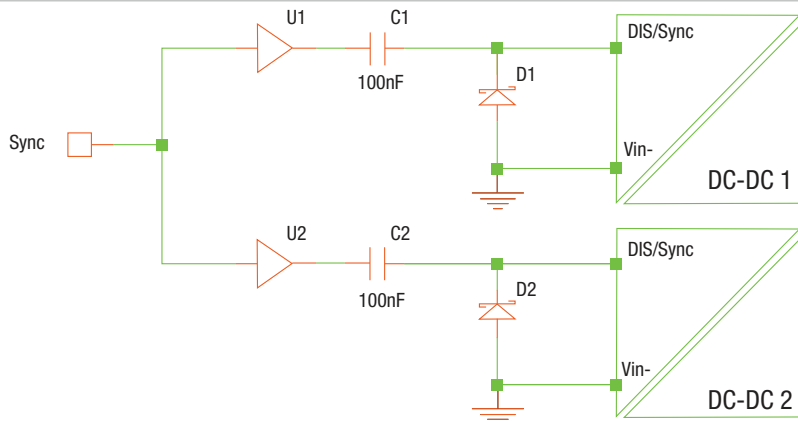 U1
C1
DIS/Sync
D1
100nF
Sync
Vin-
DC-DC 1
U2
C2
DIS/Sync
D2
100nF
Vin-
DC-DC 2